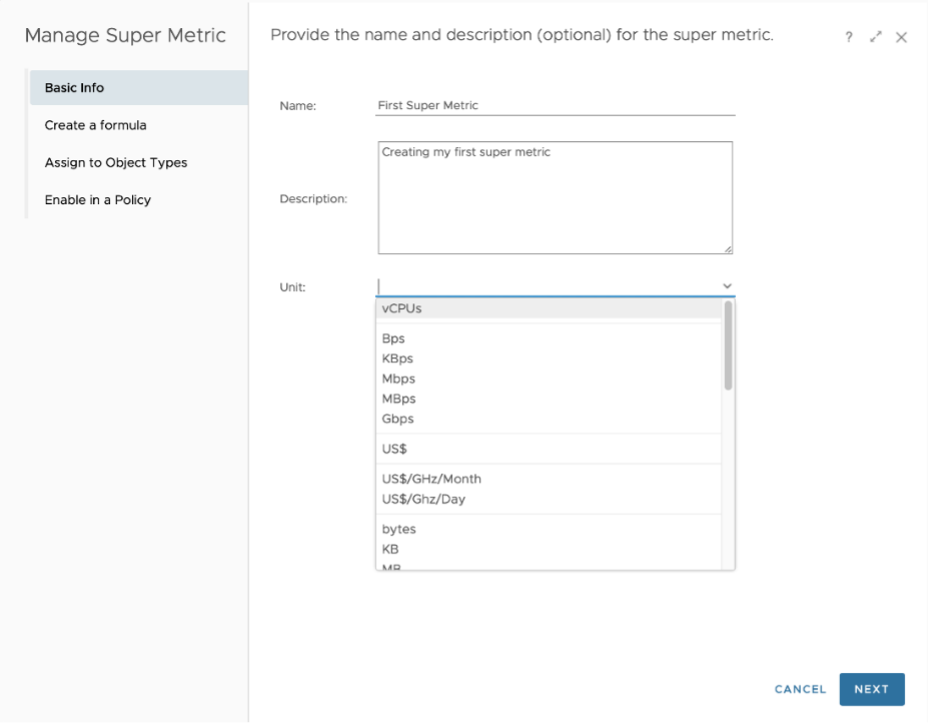 Manage Super Metric
Basic Info
Create a formula
Assign to Object Types
Enable in a Policy
Provide the name and description (optional) for the super metric.
?
Name:
First Super Metric
Description:
Creating my first super metric
Unit:
vCPUs
Bps
KBps
Mbps
MBps
Gbps
US$
US$/GHz/Month
US$/Ghz/Day
bytes
KB
MB
CANCEL
NEXT